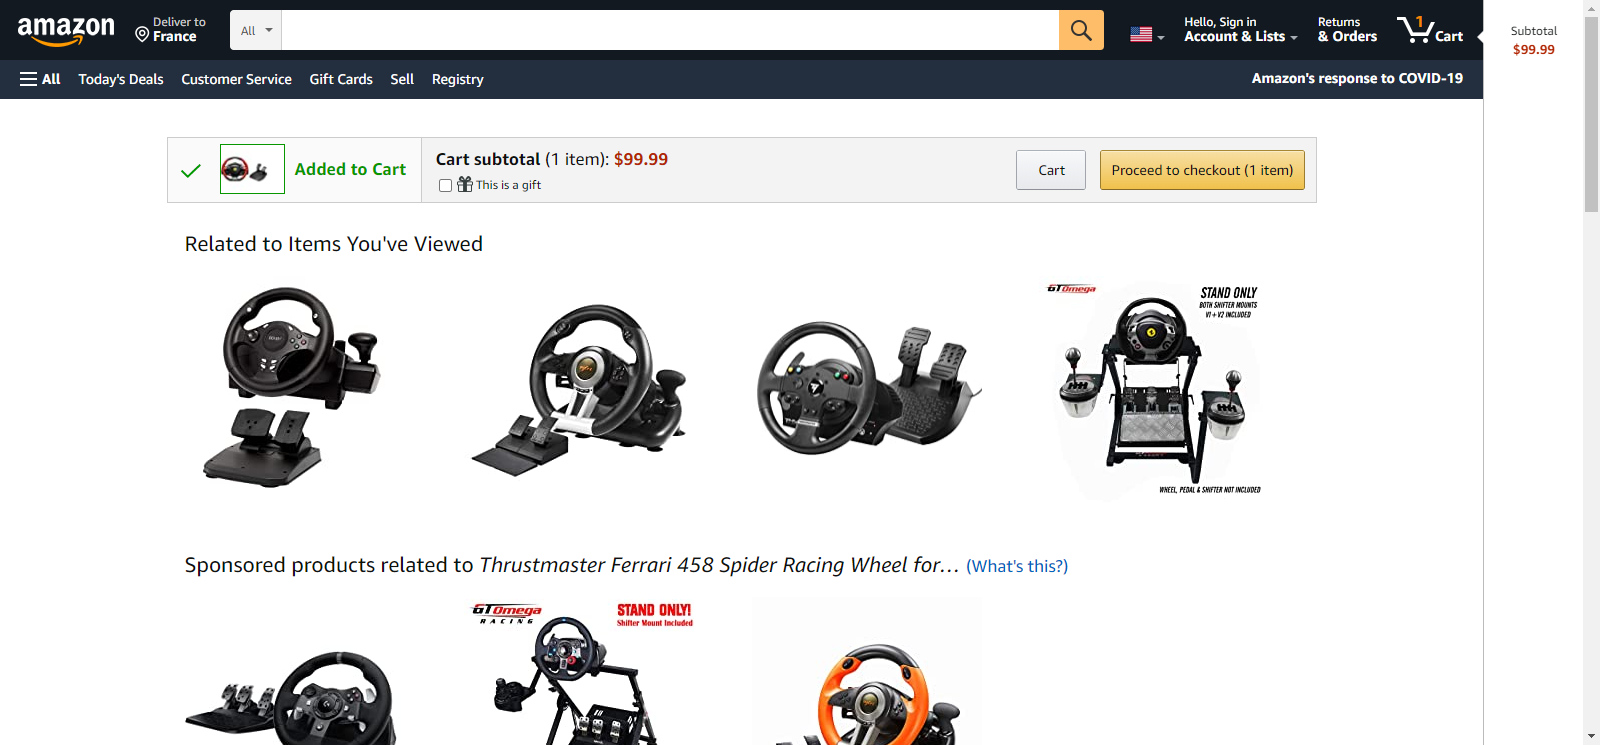 amazon
Deliver to
France
All
Hello, Sign in
Account & Lists
Returns
& Orders
1
Cart
Subtotal
$99.99
All
Today's Deals
Customer Service
Gift Cards
Sell
Registry
Amazon's response to COVID-19
Added to Cart
Cart subtotal (1 item): $99.99
This is a gift
Cart
Proceed to checkout (1 item)
Related to Items You've Viewed
GTOmega
STAND ONLY
BOTH SHIFTER MOUNTS
V1 + V2 INCLUDED
WHEEL, PEDAL & SHIFTER NOT INCLUDED
Sponsored products related to Thrustmaster Ferrari 458 Spider Racing Wheel for… (What's this?)
GTOmega
RACING
STAND ONLY!
Shifter Mount Included